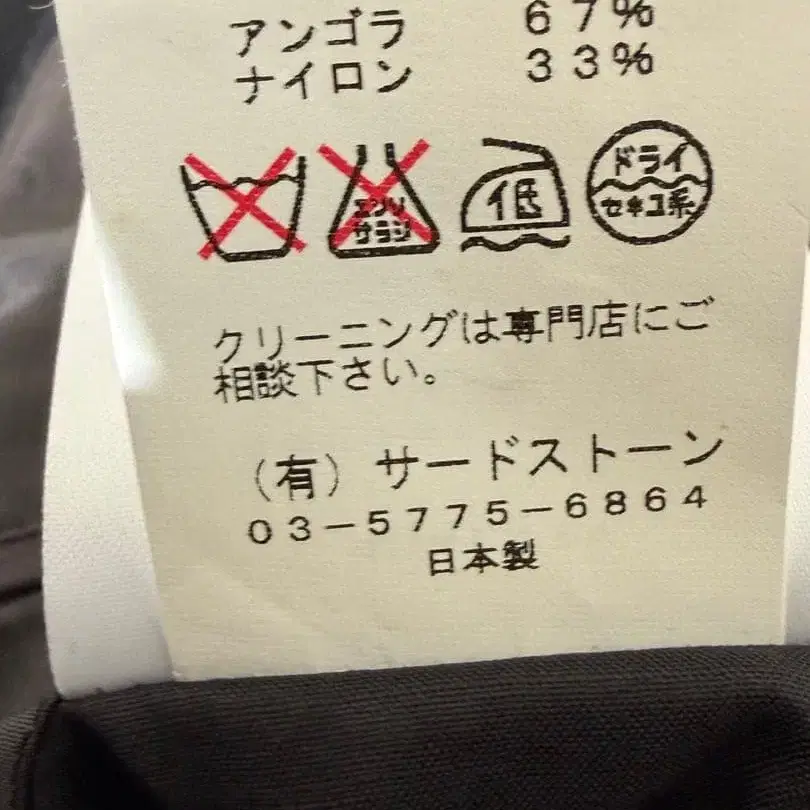 アンゴラ 67%
ナイロン 33%
エンソ
サラシ
低
ドライ
セキユ系
クリーニングは専門店にご
相談下さい。
(有)サードストーン
03-5775-6864
日本製